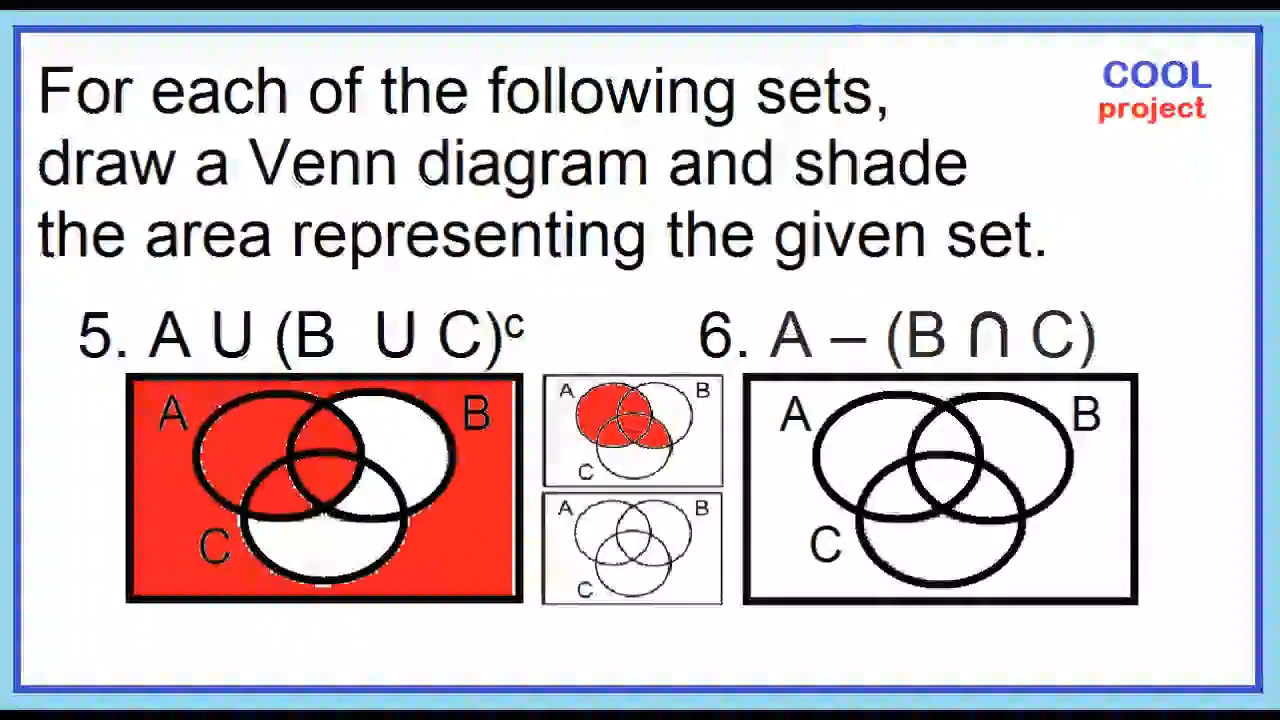 For each of the following sets,
COOL
project
draw a Venn diagram and shade
the area representing the given set.
5. A U (B U C)ᶜ
6. A – (B ∩ C)
A
B
C
A
B
C
A
B
C
A
B
C